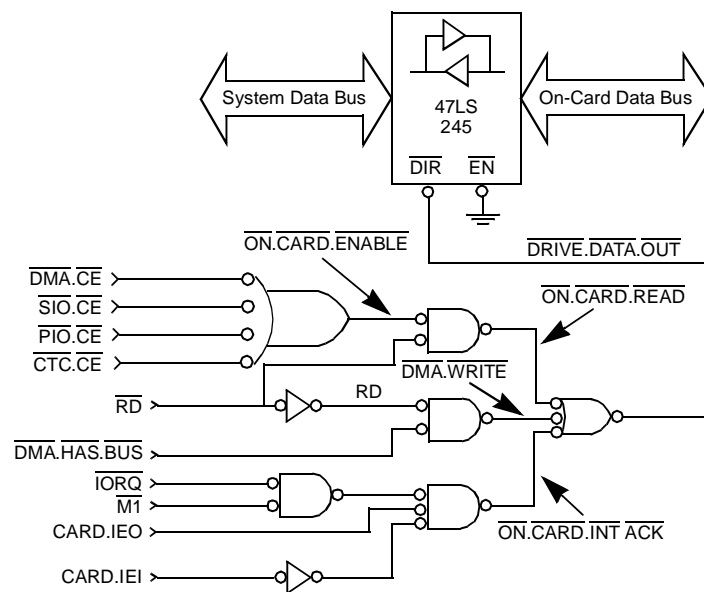 System Data Bus
47LS
245
On-Card Data Bus
DIR
EN
ON.CARD.ENABLE
DRIVE.DATA.OUT
DMA.CE
SIO.CE
PIO.CE
CTC.CE
ON.CARD.READ
DMA.WRITE
RD
RD
DMA.HAS.BUS
IORQ
M1
CARD.IEO
ON.CARD.INT ACK
CARD.IEI